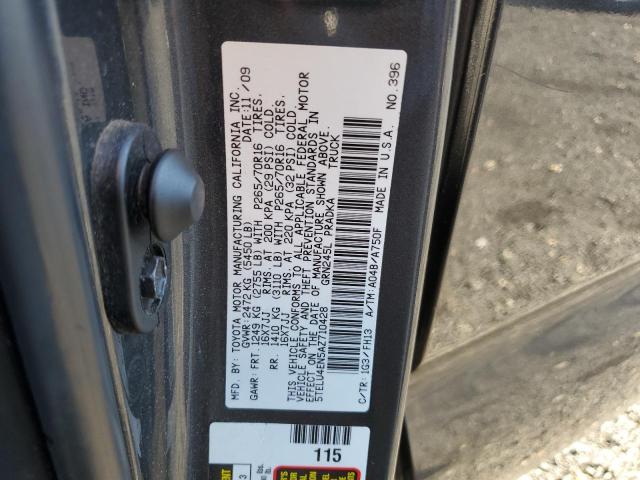 MFD. BY: TOYOTA MOTOR MANUFACTURING CALIFORNIA INC.
GVWR: 2472 KG (5450 LB) DATE: 11/09
GAWR: FRT. 1249 KG (2755 LB) WITH P265/70R16 TIRES.
16X7JJ RIMS. AT 200 KPA (29 PSI) COLD
RR. 1410 KG (3110 LB) WITH P265/70R16 TIRES.
16X7JJ RIMS. AT 220 KPA (32 PSI) COLD
THIS VEHICLE CONFORMS TO ALL APPLICABLE FEDERAL MOTOR
VEHICLE SAFETY AND THEFT PREVENTION STANDARDS IN
EFFECT ON THE DATE OF MANUFACTURE SHOWN ABOVE.
5TELU4EN5AZ710428 GRN245L PRADKA TRUCK
C/TR: 1G3/FH13 A/TM: A04B/A750F MADE IN U.S.A. NO.396
115